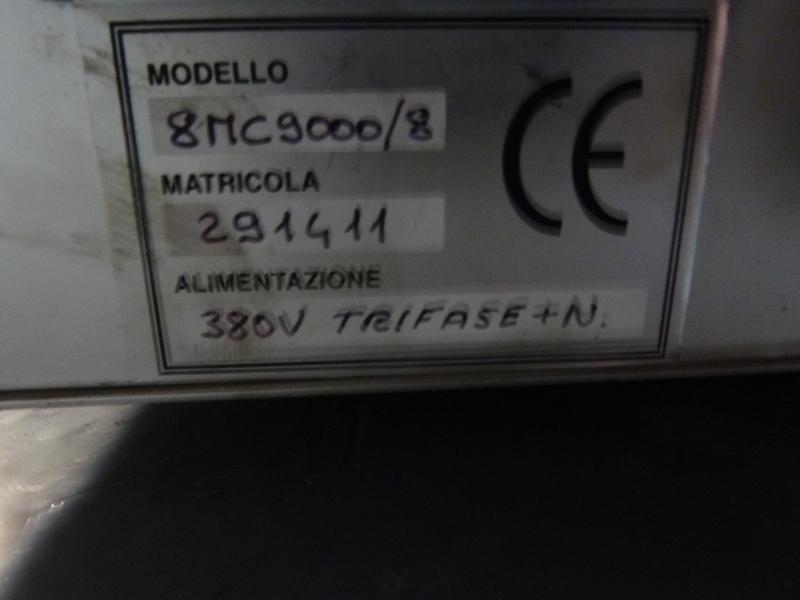 MODELLO
8MC9000/8
MATRICOLA
291411
ALIMENTAZIONE
380V TRIFASE+N.
CE